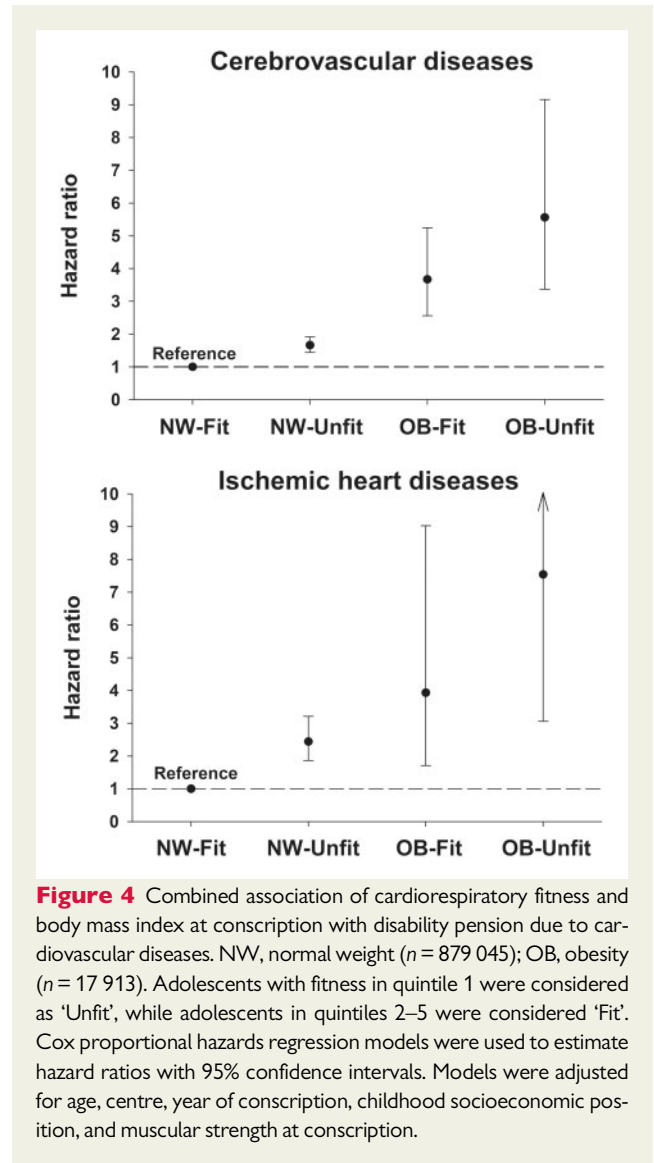 Cerebrovascular diseases
10
9
8
7
6
5
4
3
2
1
0
Hazard ratio
Reference
NW-Fit NW-Unfit OB-Fit OB-Unfit
Ischemic heart diseases
10
9
8
7
6
5
4
3
2
1
0
Hazard ratio
Reference
NW-Fit NW-Unfit OB-Fit OB-Unfit
Figure 4 Combined association of cardiorespiratory fitness and
body mass index at conscription with disability pension due to car-
diovascular diseases. NW, normal weight (n = 879 045); OB, obesity
(n = 17 913). Adolescents with fitness in quintile 1 were considered
as ‘Unfit’, while adolescents in quintiles 2–5 were considered ‘Fit’.
Cox proportional hazards regression models were used to estimate
hazard ratios with 95% confidence intervals. Models were adjusted
for age, centre, year of conscription, childhood socioeconomic pos-
ition, and muscular strength at conscription.